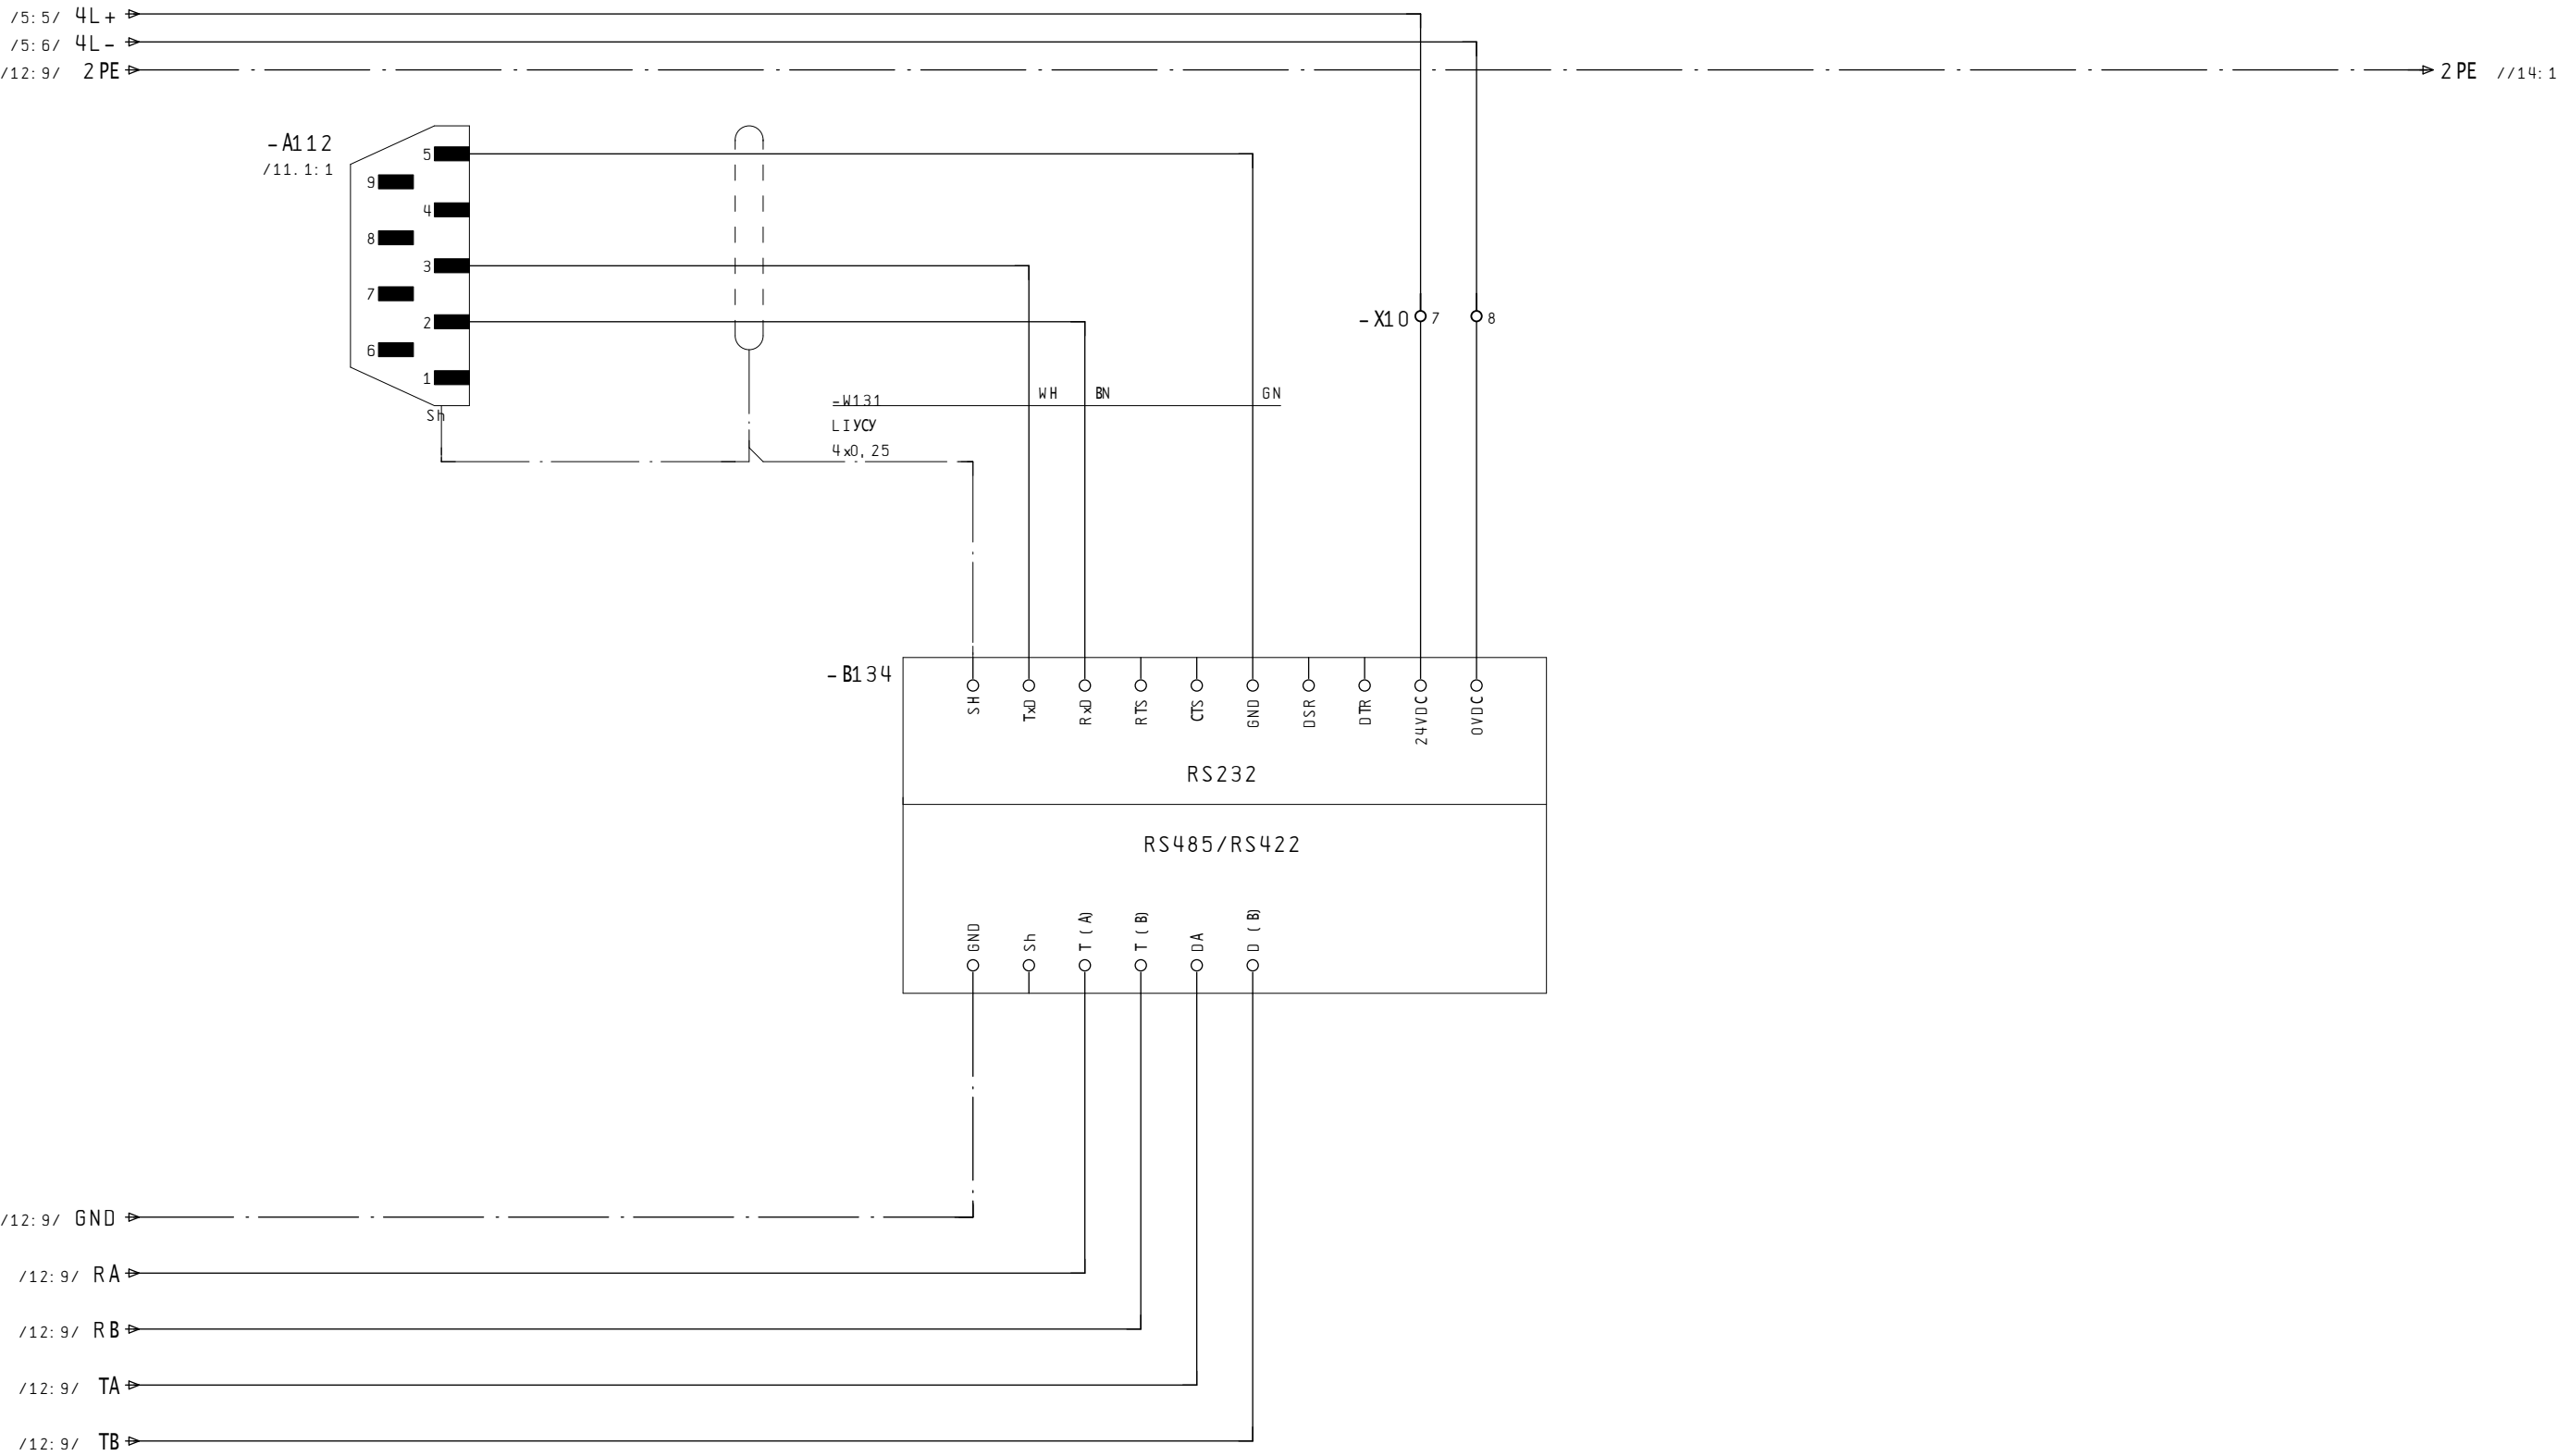 /5:5/ 4L+
/5:6/ 4L-
/12:9/ 2PE
2PE //14:1
-A112
/11.1:1
5
9
4
8
3
7
2
6
1
Sh
-X10 7 8
WH BN GN
-W131
LIYCY
4x0,25
-B134
SH TxD RxD RTS CTS GND DSR DTR 24VDC 0VDC
RS232
RS485/RS422
GND Sh T(A) T(B) DA D(B)
/12:9/ GND
/12:9/ RA
/12:9/ RB
/12:9/ TA
/12:9/ TB